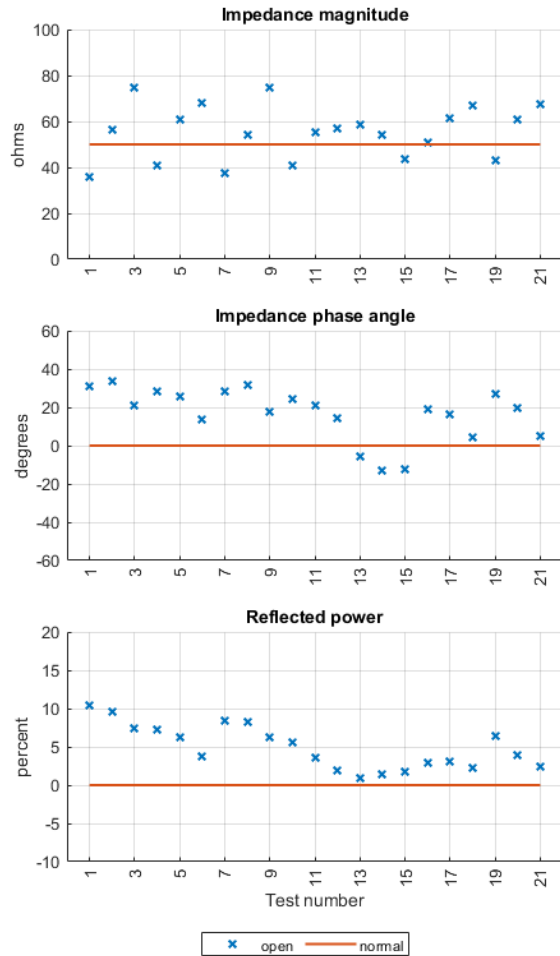 Impedance magnitude
100
80
60
40
20
0
ohms
1 3 5 7 9 11 13 15 17 19 21
Impedance phase angle
60
40
20
0
-20
-40
-60
degrees
1 3 5 7 9 11 13 15 17 19 21
Reflected power
20
15
10
5
0
-5
-10
percent
1 3 5 7 9 11 13 15 17 19 21
Test number
open normal